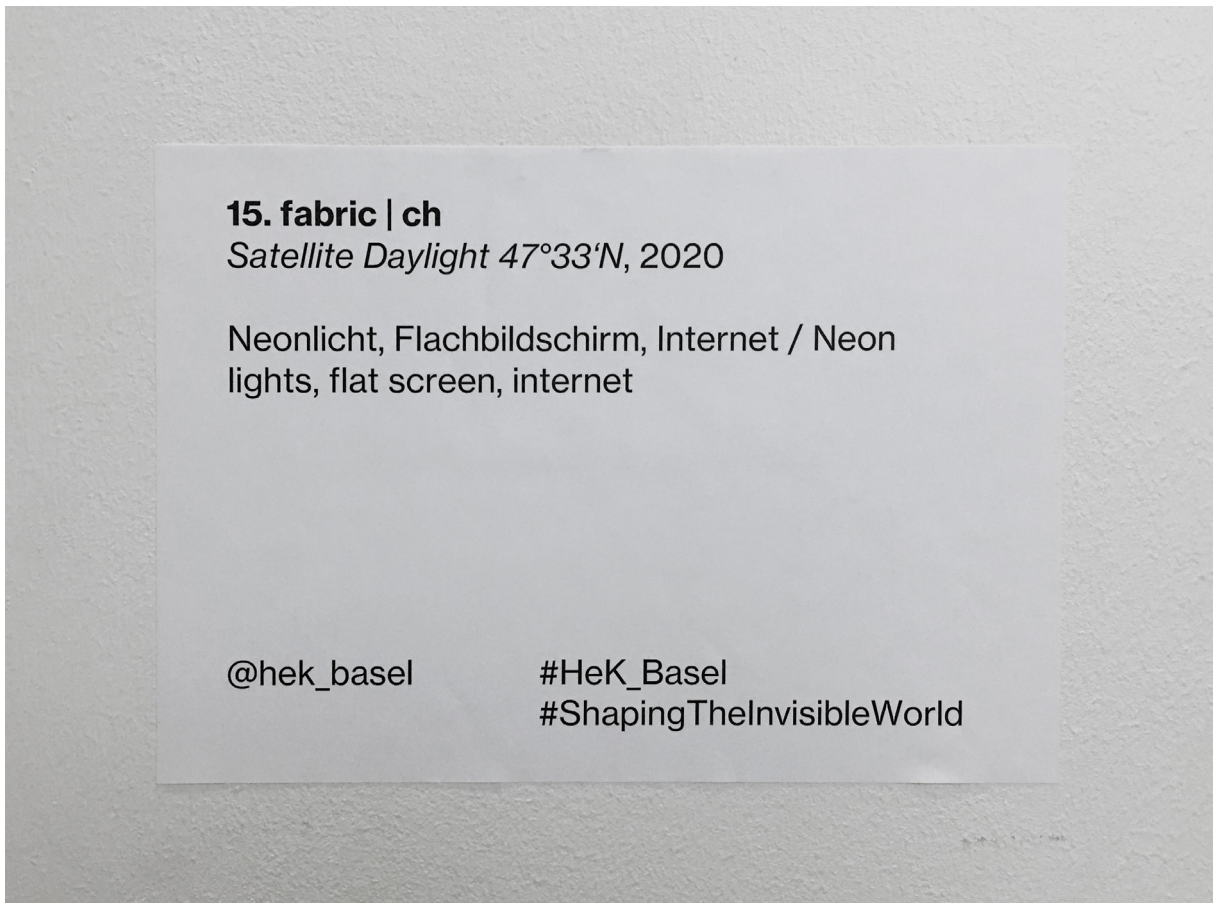 15. fabric | ch
Satellite Daylight 47°33‘N, 2020
Neonlicht, Flachbildschirm, Internet / Neon
lights, flat screen, internet
@hek_basel
#HeK_Basel
#ShapingTheInvisibleWorld